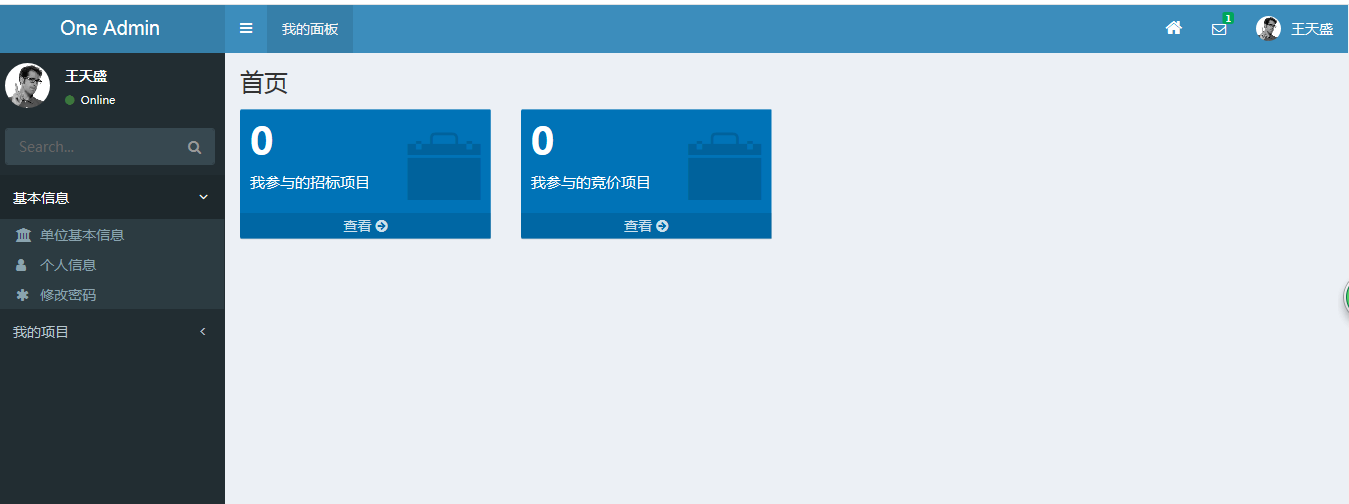 One Admin
我的面板
1
王天盛
王天盛
Online
Search...
基本信息
单位基本信息
个人信息
修改密码
我的项目
首页
0
我参与的招标项目
查看
0
我参与的竞价项目
查看